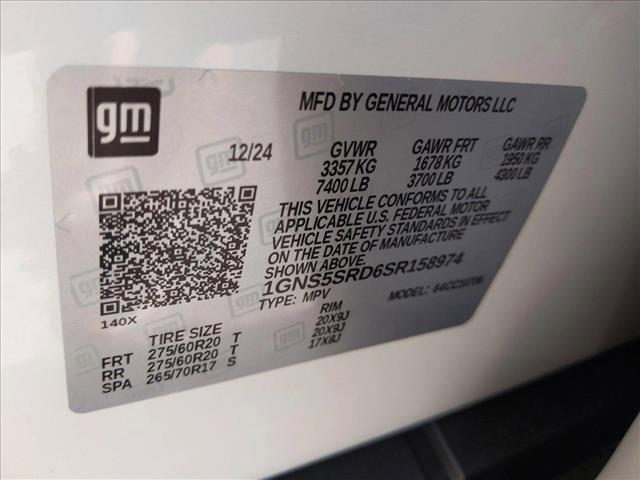 gm
MFD BY GENERAL MOTORS LLC
12/24 GVWR GAWR FRT GAWR RR
3357 KG 1678 KG 1950 KG
7400 LB 3700 LB 4300 LB
THIS VEHICLE CONFORMS TO ALL
APPLICABLE U.S. FEDERAL MOTOR
VEHICLE SAFETY STANDARDS IN EFFECT
ON THE DATE OF MANUFACTURE
SHOWN ABOVE.
1GNS5SRD6SR158974
TYPE: MPV MODEL: 64CC10706
140X
TIRE SIZE RIM
FRT 275/60R20 T 20X9J
RR 275/60R20 T 20X9J
SPA 265/70R17 S 17X8J